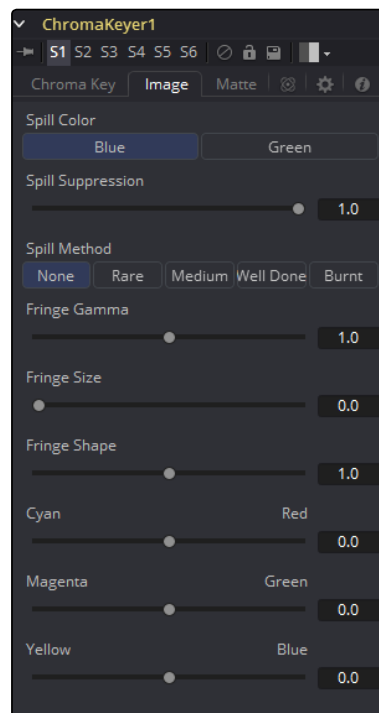 ChromaKeyer1
S1 S2 S3 S4 S5 S6
Chroma Key Image Matte
Spill Color
Blue Green
Spill Suppression
1.0
Spill Method
None Rare Medium Well Done Burnt
Fringe Gamma
1.0
Fringe Size
0.0
Fringe Shape
1.0
Cyan Red
0.0
Magenta Green
0.0
Yellow Blue
0.0